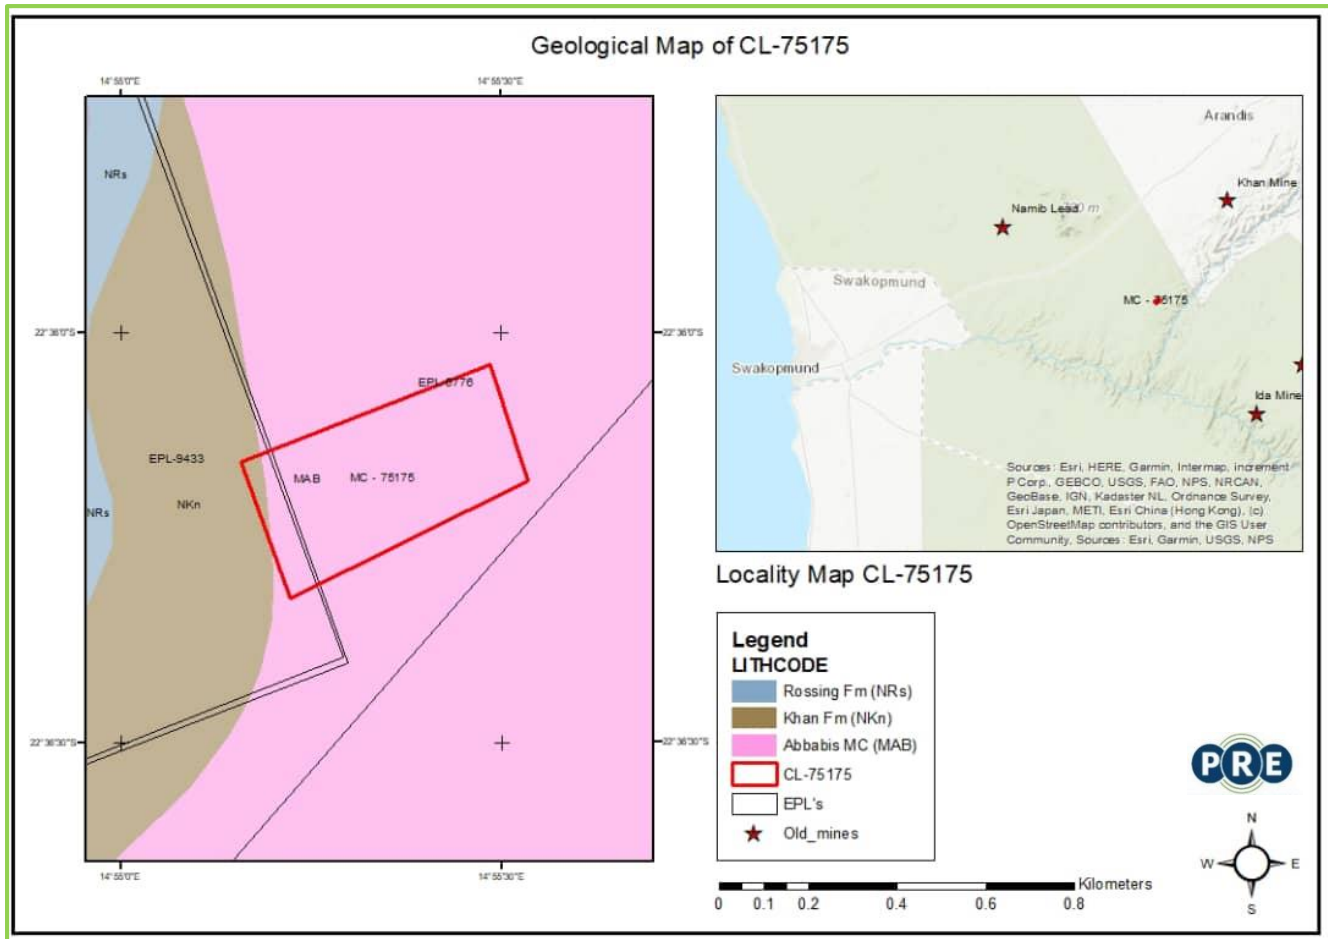 Geological Map of CL-75175
14°55'0"E
14°55'30"E
NRs
22°36'0"S
22°36'0"S
EPL-9433
MAB
MC - 75175
NKn
NRs
22°36'30"S
22°36'30"S
14°55'0"E
14°55'30"E
Arandis
Khan Mine
Namib Lead
Swakopmund
MC - 75175
Swakopmund
Ida Mine
Sources: Esri, HERE, Garmin, Intermap, increment
P Corp., GEBCO, USGS, FAO, NPS, NRCAN,
GeoBase, IGN, Kadaster NL, Ordnance Survey,
Esri Japan, METI, Esri China (Hong Kong), (c)
OpenStreetMap contributors, and the GIS User
Community, Sources: Esri, Garmin, USGS, NPS
Locality Map CL-75175
Legend
LITHCODE
Rossing Fm (NRs)
Khan Fm (NKn)
Abbabis MC (MAB)
CL-75175
EPL's
Old_mines
PRE
N
W
E
S
Kilometers
0 0.1 0.2 0.4 0.6 0.8